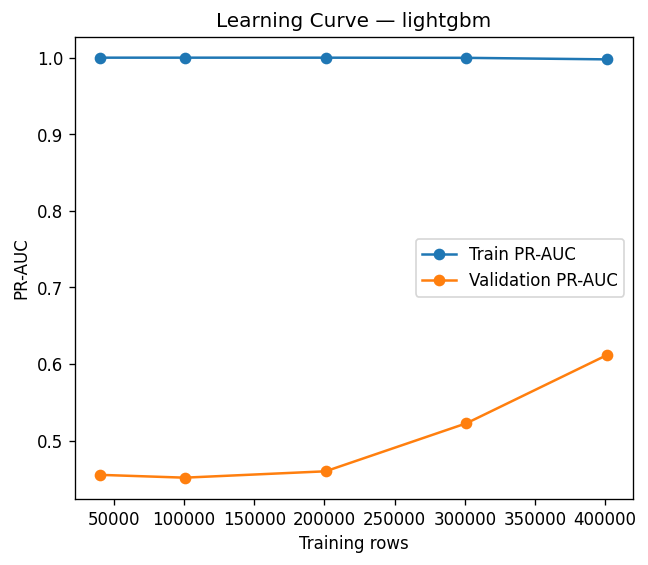 Learning Curve — lightgbm
1.0
0.9
0.8
0.7
0.6
0.5
PR-AUC
Train PR-AUC
Validation PR-AUC
50000 100000 150000 200000 250000 300000 350000 400000
Training rows